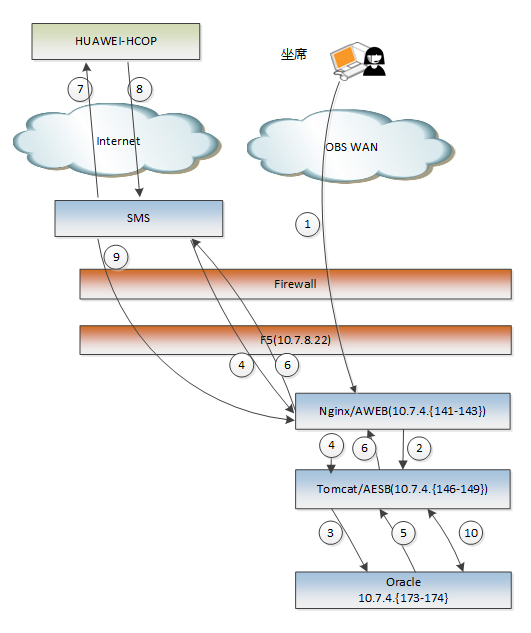 HUAWEI-HCOP
坐席
7
8
Internet
OBS WAN
SMS
1
9
Firewall
F5(10.7.8.22)
4
6
Nginx/AWEB(10.7.4.{141-143})
4
6
2
Tomcat/AESB(10.7.4.{146-149})
3
5
10
Oracle
10.7.4.{173-174}